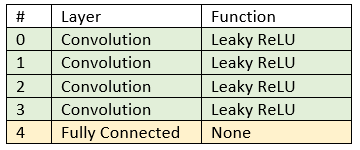 # Layer Function
0 Convolution Leaky ReLU
1 Convolution Leaky ReLU
2 Convolution Leaky ReLU
3 Convolution Leaky ReLU
4 Fully Connected None